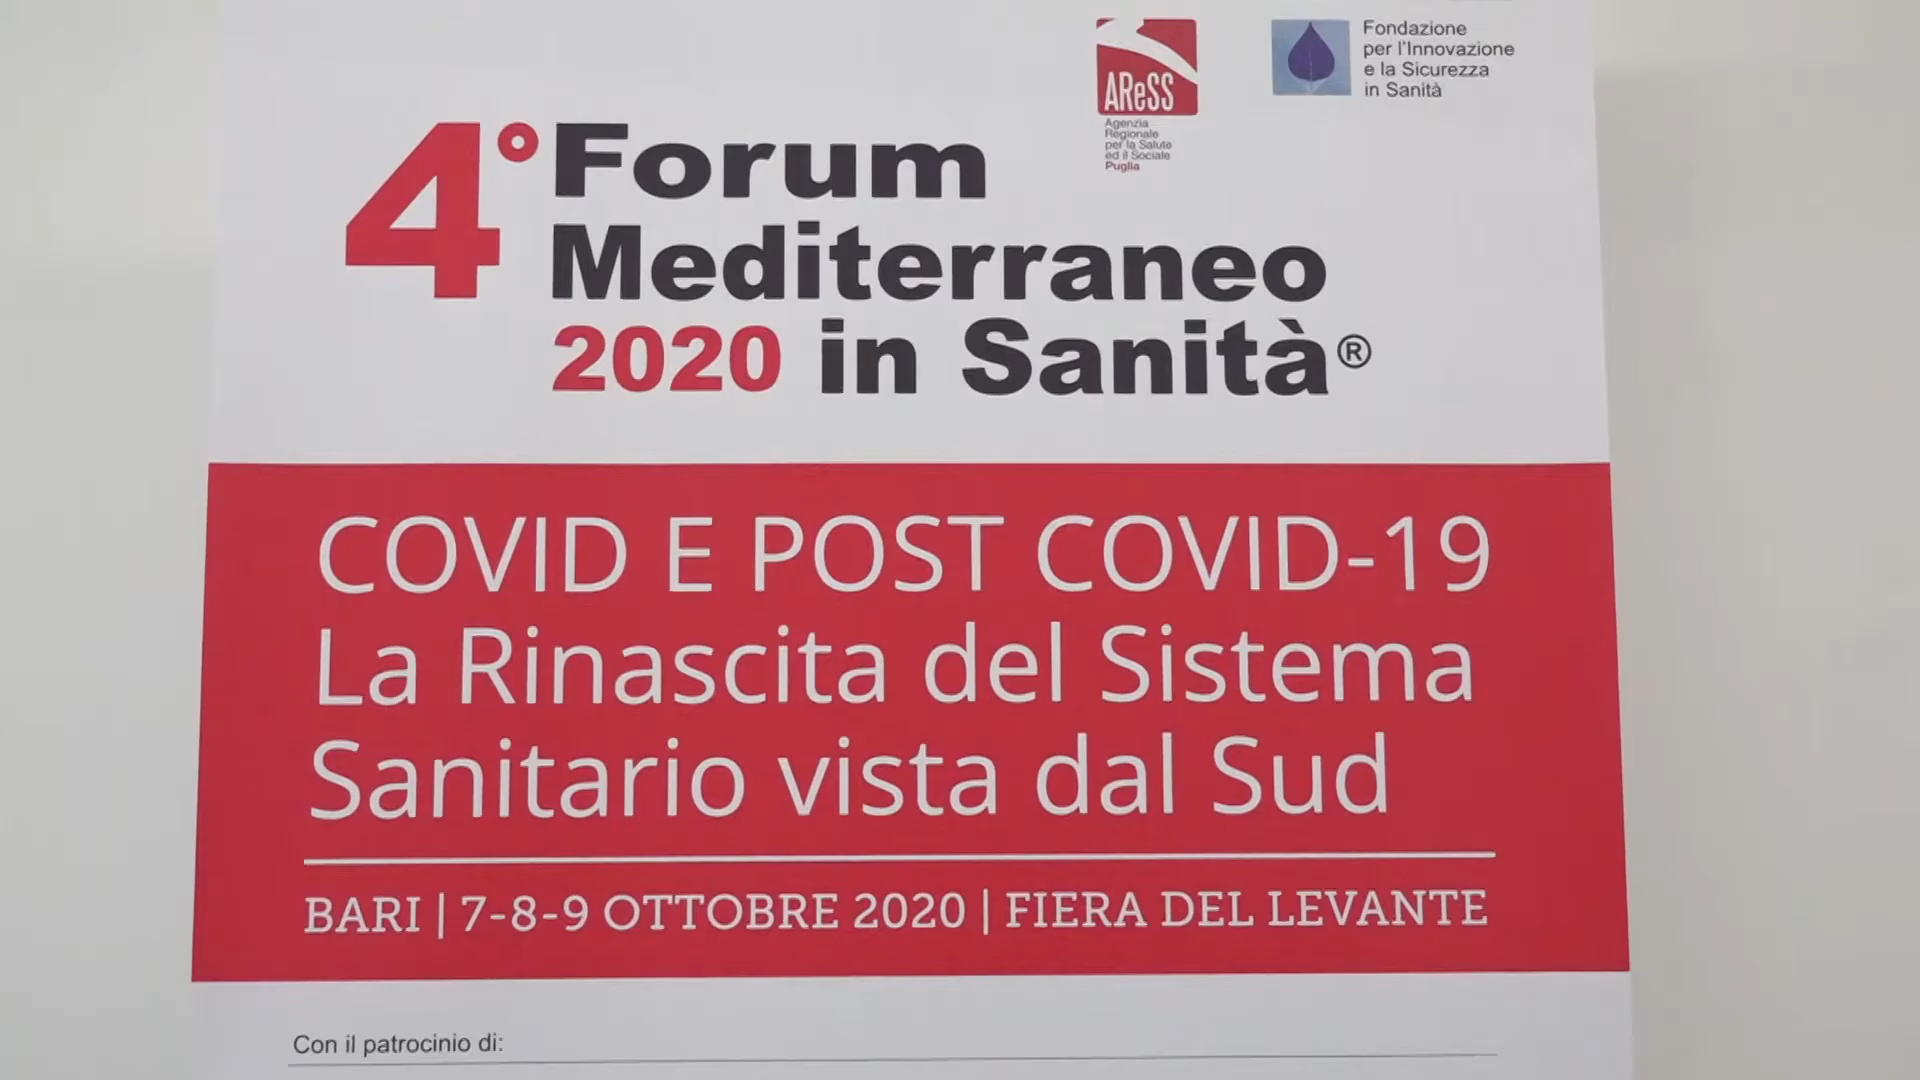 AReSS
Agenzia
Regionale
per la Salute
ed il Sociale
Puglia
Fondazione
per l'Innovazione
e la Sicurezza
in Sanità
4° Forum
Mediterraneo
2020 in Sanità®
COVID E POST COVID-19
La Rinascita del Sistema
Sanitario vista dal Sud
BARI | 7-8-9 OTTOBRE 2020 | FIERA DEL LEVANTE
Con il patrocinio di: